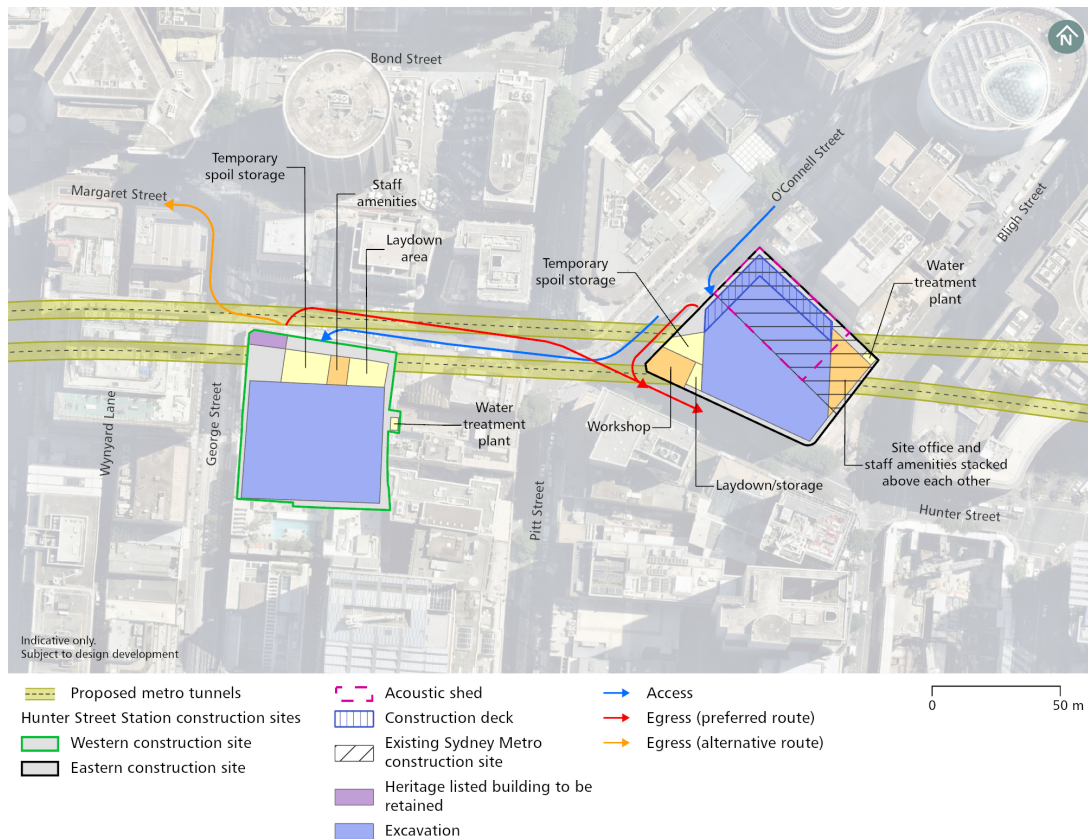 N
Bond Street
Temporary
spoil storage
Staff
amenities
Margaret Street
Laydown
area
O'Connell Street
Bligh Street
Temporary
spoil storage
Water
treatment
plant
Wynyard Lane
George Street
Water
treatment
plant
Pitt Street
Workshop
Laydown/storage
Site office and
staff amenities stacked
above each other
Hunter Street
Indicative only.
Subject to design development
Proposed metro tunnels
Hunter Street Station construction sites
Western construction site
Eastern construction site
Acoustic shed
Construction deck
Existing Sydney Metro
construction site
Heritage listed building to be
retained
Excavation
Access
Egress (preferred route)
Egress (alternative route)
0 50 m